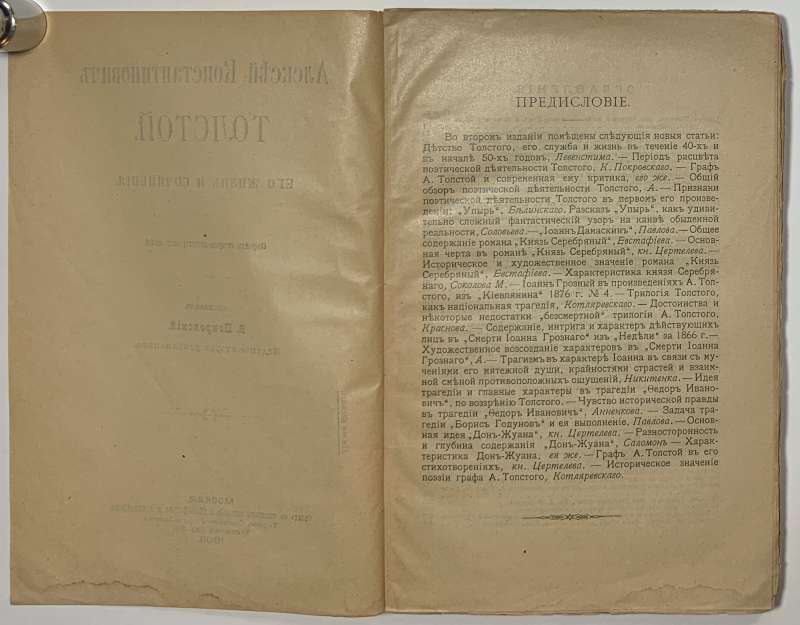 ПРЕДИСЛОВІЕ.
Во второмъ изданіи помѣщены слѣдующія новыя статьи:
Дѣтство Толстого, его служба и жизнь въ теченіе 40-хъ и
въ началѣ 50-хъ годовъ, Левенстима. — Періодъ расцвѣта
поэтической дѣятельности Толстого, К. Покровскаго. — Графъ
А. Толстой и современная ему критика, его же. — Общій
обзоръ поэтической дѣятельности Толстого, А. — Признаки
поэтической дѣятельности Толстого въ первомъ его произве-
деніи: „Упырь“, Бѣлинскаго. Разсказъ „Упырь“, какъ удиви-
тельно сложный фантастическій узоръ на канвѣ обыденной
реальности, Соловьева. — „Іоаннъ Дамаскинъ“, Павлова. — Общее
содержаніе романа „Князь Серебряный“, Евстафіева. — Основ-
ная черта въ романѣ „Князь Серебряный“, кн. Цертелева. —
Историческое и художественное значеніе романа „Князь
Серебряный“, Евстафіева. — Характеристика князя Серебря-
наго, Соколова М. — Іоаннъ Грозный въ произведеніяхъ А. Тол-
стого, изъ „Кіевлянина“ 1876 г. № 4. — Трилогія Толстого,
какъ національная трагедія, Котляревскаго. — Достоинства и
нѣкоторые недостатки „безсмертной“ трилогіи А. Толстого,
Краснова. — Содержаніе, интрига и характеръ дѣйствующихъ
лицъ въ „Смерти Іоанна Грознаго“ изъ „Недѣли“ за 1866 г. —
Художественное возсозданіе характеровъ въ „Смерти Іоанна
Грознаго“, А. — Трагизмъ въ характерѣ Іоанна въ связи съ му-
ченіями его мятежной души, крайностями страстей и взаим-
ной смѣной противоположныхъ ощущеній, Никитенка. — Идея
трагедіи и главные характеры въ трагедіи „Ѳедоръ Ивано-
вичъ“, по воззрѣнію Толстого. — Чувство исторической правды
въ трагедіи „Ѳедоръ Ивановичъ“, Анненкова. — Задача тра-
гедіи „Борисъ Годуновъ“ и ея выполненіе, Павлова. — Основ-
ная идея „Донъ-Жуана“, кн. Цертелева. — Разносторонность
и глубина содержанія „Донъ-Жуана“, Саломонъ — Харак-
теристика Донъ-Жуана, ея же. — Графъ А. Толстой въ его
стихотвореніяхъ, кн. Цертелева. — Историческое значеніе
поэзіи графа А. Толстого, Котляревскаго.